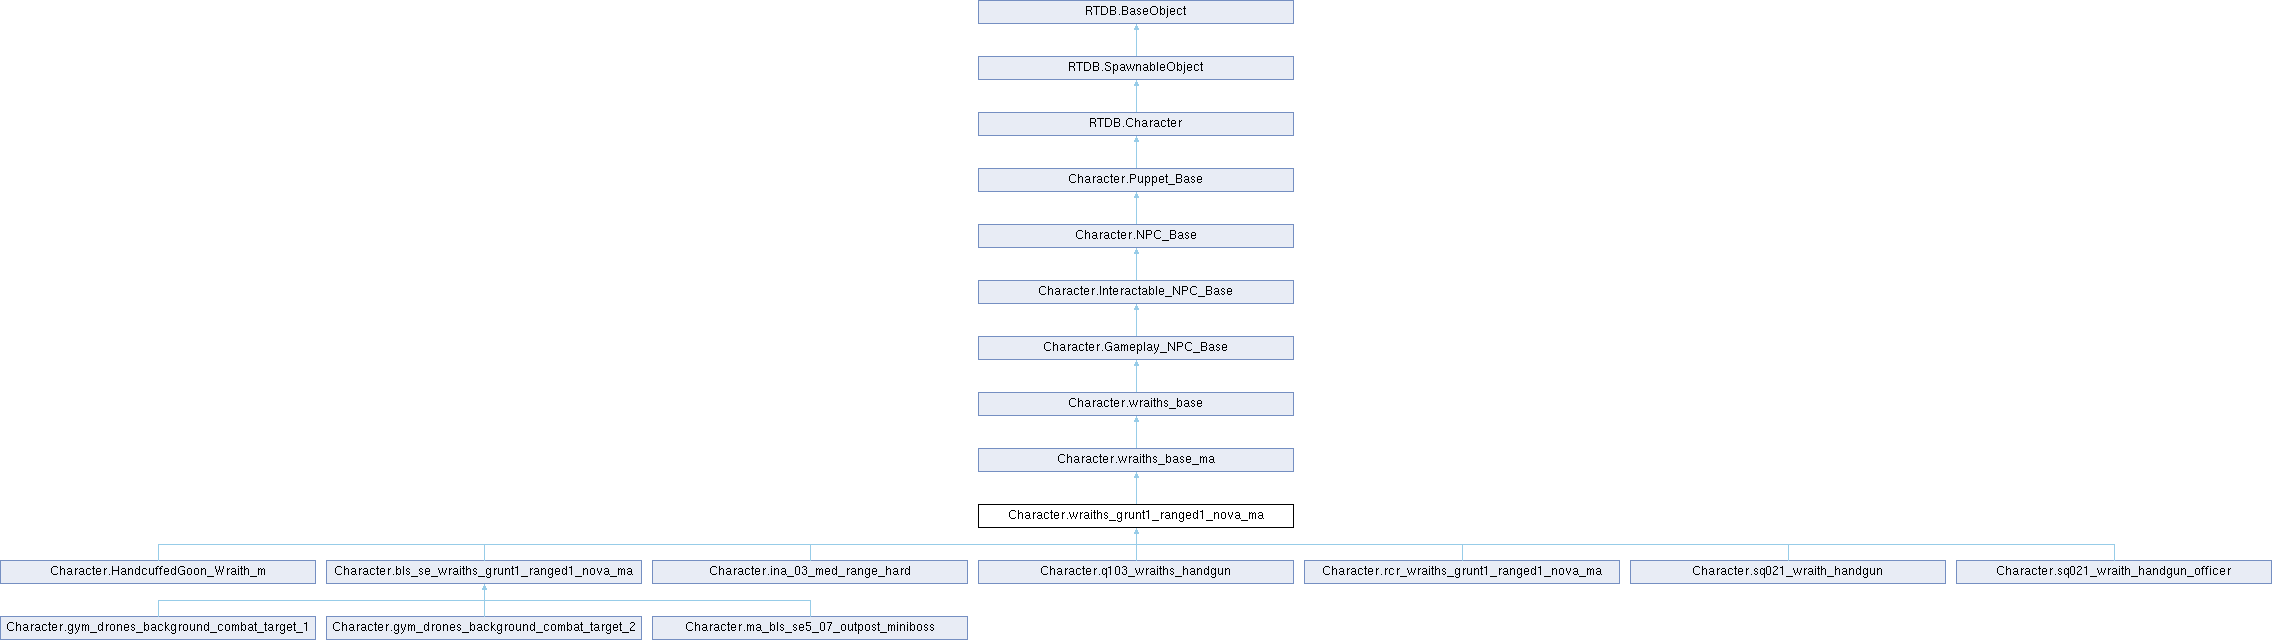 RTDB.BaseObject
RTDB.SpawnableObject
RTDB.Character
Character.Puppet_Base
Character.NPC_Base
Character.Interactable_NPC_Base
Character.Gameplay_NPC_Base
Character.wraiths_base
Character.wraiths_base_ma
Character.wraiths_grunt1_ranged1_nova_ma
Character.HandcuffedGoon_Wraith_m
Character.bls_se_wraiths_grunt1_ranged1_nova_ma
Character.ina_03_med_range_hard
Character.q103_wraiths_handgun
Character.rcr_wraiths_grunt1_ranged1_nova_ma
Character.sq021_wraith_handgun
Character.sq021_wraith_handgun_officer
Character.gym_drones_background_combat_target_1
Character.gym_drones_background_combat_target_2
Character.ma_bls_se5_07_outpost_miniboss